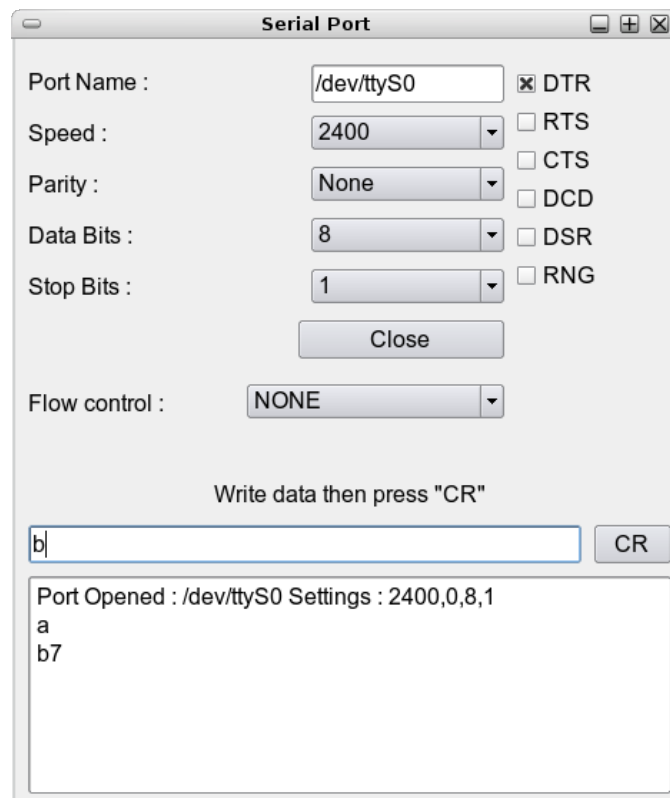 Serial Port
Port Name :
/dev/ttyS0
DTR
Speed :
2400
RTS
CTS
Parity :
None
DCD
Data Bits :
8
DSR
Stop Bits :
1
RNG
Close
Flow control :
NONE
Write data then press "CR"
b
CR
Port Opened : /dev/ttyS0 Settings : 2400,0,8,1
a
b7